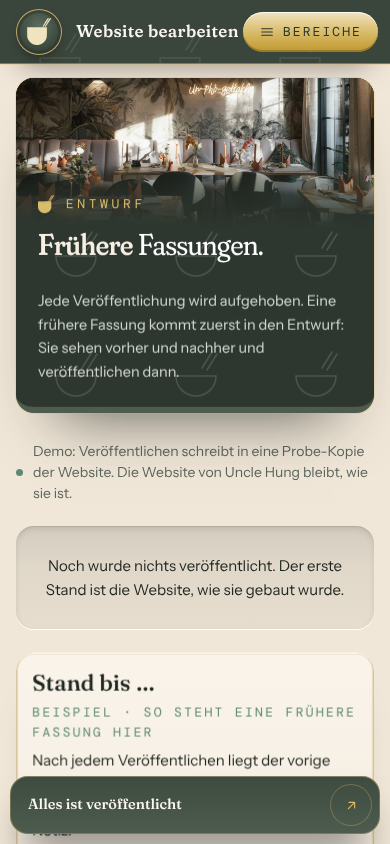 Website bearbeiten
BEREICHE
ENTWURF
Frühere Fassungen.
Jede Veröffentlichung wird aufgehoben. Eine
frühere Fassung kommt zuerst in den Entwurf:
Sie sehen vorher und nachher und
veröffentlichen dann.
Demo: Veröffentlichen schreibt in eine Probe-Kopie
der Website. Die Website von Uncle Hung bleibt, wie
sie ist.
Noch wurde nichts veröffentlicht. Der erste
Stand ist die Website, wie sie gebaut wurde.
Stand bis …
BEISPIEL · SO STEHT EINE FRÜHERE
FASSUNG HIER
Nach jedem Veröffentlichen liegt der vorige
Alles ist veröffentlicht